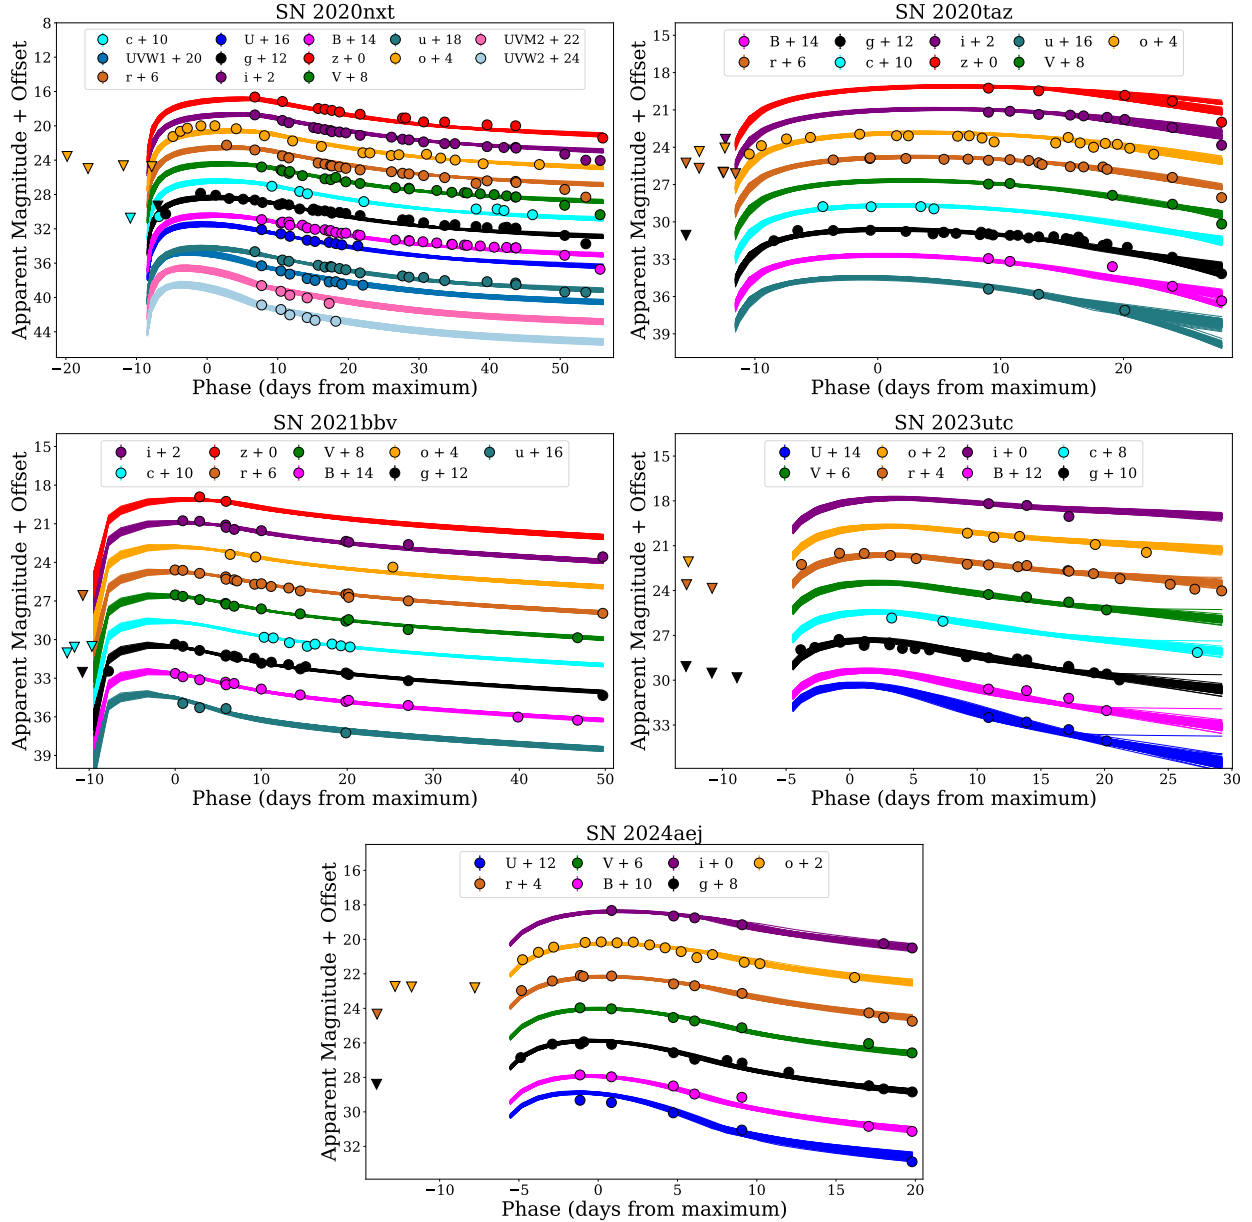 SN 2020nxt
c + 10
U + 16
B + 14
u + 18
UVM2 + 22
UVW1 + 20
g + 12
z + 0
o + 4
UVW2 + 24
r + 6
i + 2
V + 8
8
12
16
20
24
28
32
36
40
44
Apparent Magnitude + Offset
−20
−10
0
10
20
30
40
50
Phase (days from maximum)
SN 2020taz
B + 14
g + 12
i + 2
u + 16
o + 4
r + 6
c + 10
z + 0
V + 8
15
18
21
24
27
30
33
36
39
Apparent Magnitude + Offset
−10
0
10
20
Phase (days from maximum)
SN 2021bbv
i + 2
z + 0
V + 8
o + 4
u + 16
c + 10
r + 6
B + 14
g + 12
15
18
21
24
27
30
33
36
39
Apparent Magnitude + Offset
−10
0
10
20
30
40
50
Phase (days from maximum)
SN 2023utc
U + 14
o + 2
i + 0
c + 8
V + 6
r + 4
B + 12
g + 10
15
18
21
24
27
30
33
Apparent Magnitude + Offset
−10
−5
0
5
10
15
20
25
30
Phase (days from maximum)
SN 2024aej
U + 12
V + 6
i + 0
o + 2
r + 4
B + 10
g + 8
16
18
20
22
24
26
28
30
32
Apparent Magnitude + Offset
−10
−5
0
5
10
15
20
Phase (days from maximum)